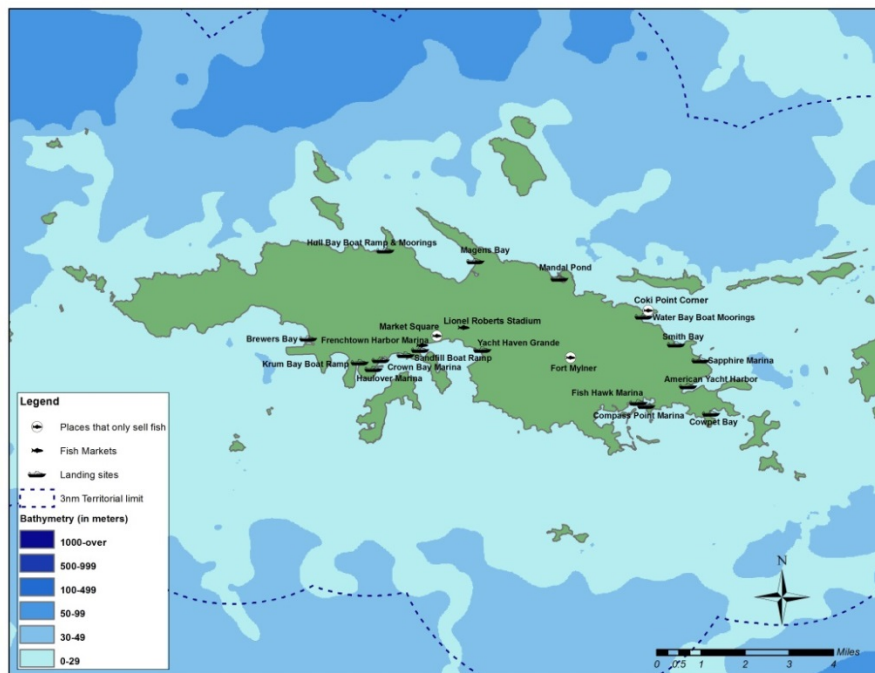 Hull Bay Boat Ramp & Moorings
Magens Bay
Mandal Pond
Coki Point Corner
Water Bay Boat Moorings
Lionel Roberts Stadium
Market Square
Brewers Bay
Frenchtown Harbor Marina
Yacht Haven Grande
Smith Bay
Sandfill Boat Ramp
Krum Bay Boat Ramp
Crown Bay Marina
Fort Mylner
Sapphire Marina
Haulover Marina
American Yacht Harbor
Fish Hawk Marina
Compass Point Marina
Cowpet Bay
Legend
Places that only sell fish
Fish Markets
Landing sites
3nm Territorial limit
Bathymetry (in meters)
1000-over
500-999
100-499
50-99
30-49
0-29
N
Miles
0 0.5 1 2 3 4